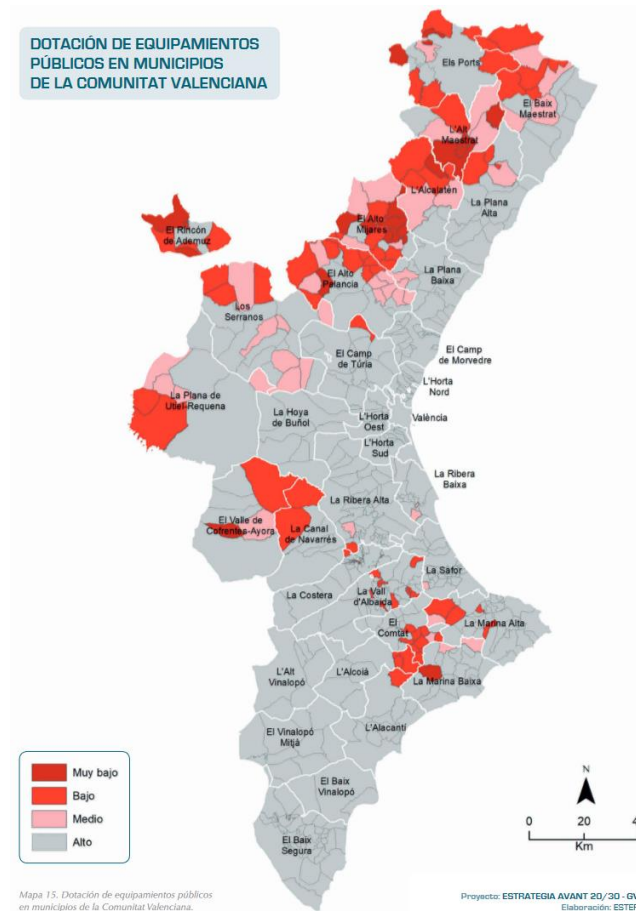 DOTACIÓN DE EQUIPAMIENTOS
PÚBLICOS EN MUNICIPIOS
DE LA COMUNITAT VALENCIANA
Els Ports
El Baix
Maestrat
L'Alt
Maestrat
L'Alcalatén
La Plana
Alta
El Rincón
de Ademuz
El Alto
Mijares
El Alto
Palancia
La Plana
Baixa
Los
Serranos
El Camp
de Túria
El Camp
de Morvedre
L'Horta
Nord
La Plana de
Utiel-Requena
La Hoya
de Buñol
L'Horta
Oest
València
L'Horta
Sud
La Ribera
Baixa
La Ribera Alta
El Valle de
Cofrentes-Ayora
La Canal
de Navarrés
La Safor
La Costera
La Vall
d'Albaida
El
Comtat
La Marina Alta
L'Alt
Vinalopó
L'Alcoià
La Marina Baixa
L'Alacantí
El Vinalopó
Mitjà
El Baix
Vinalopó
El Baix
Segura
Muy bajo
Bajo
Medio
Alto
N
0 20 4
Km
Mapa 15. Dotación de equipamientos públicos
en municipios de la Comunitat Valenciana.
Proyecto: ESTRATEGIA AVANT 20/30 - GV
Elaboración: ESTEP